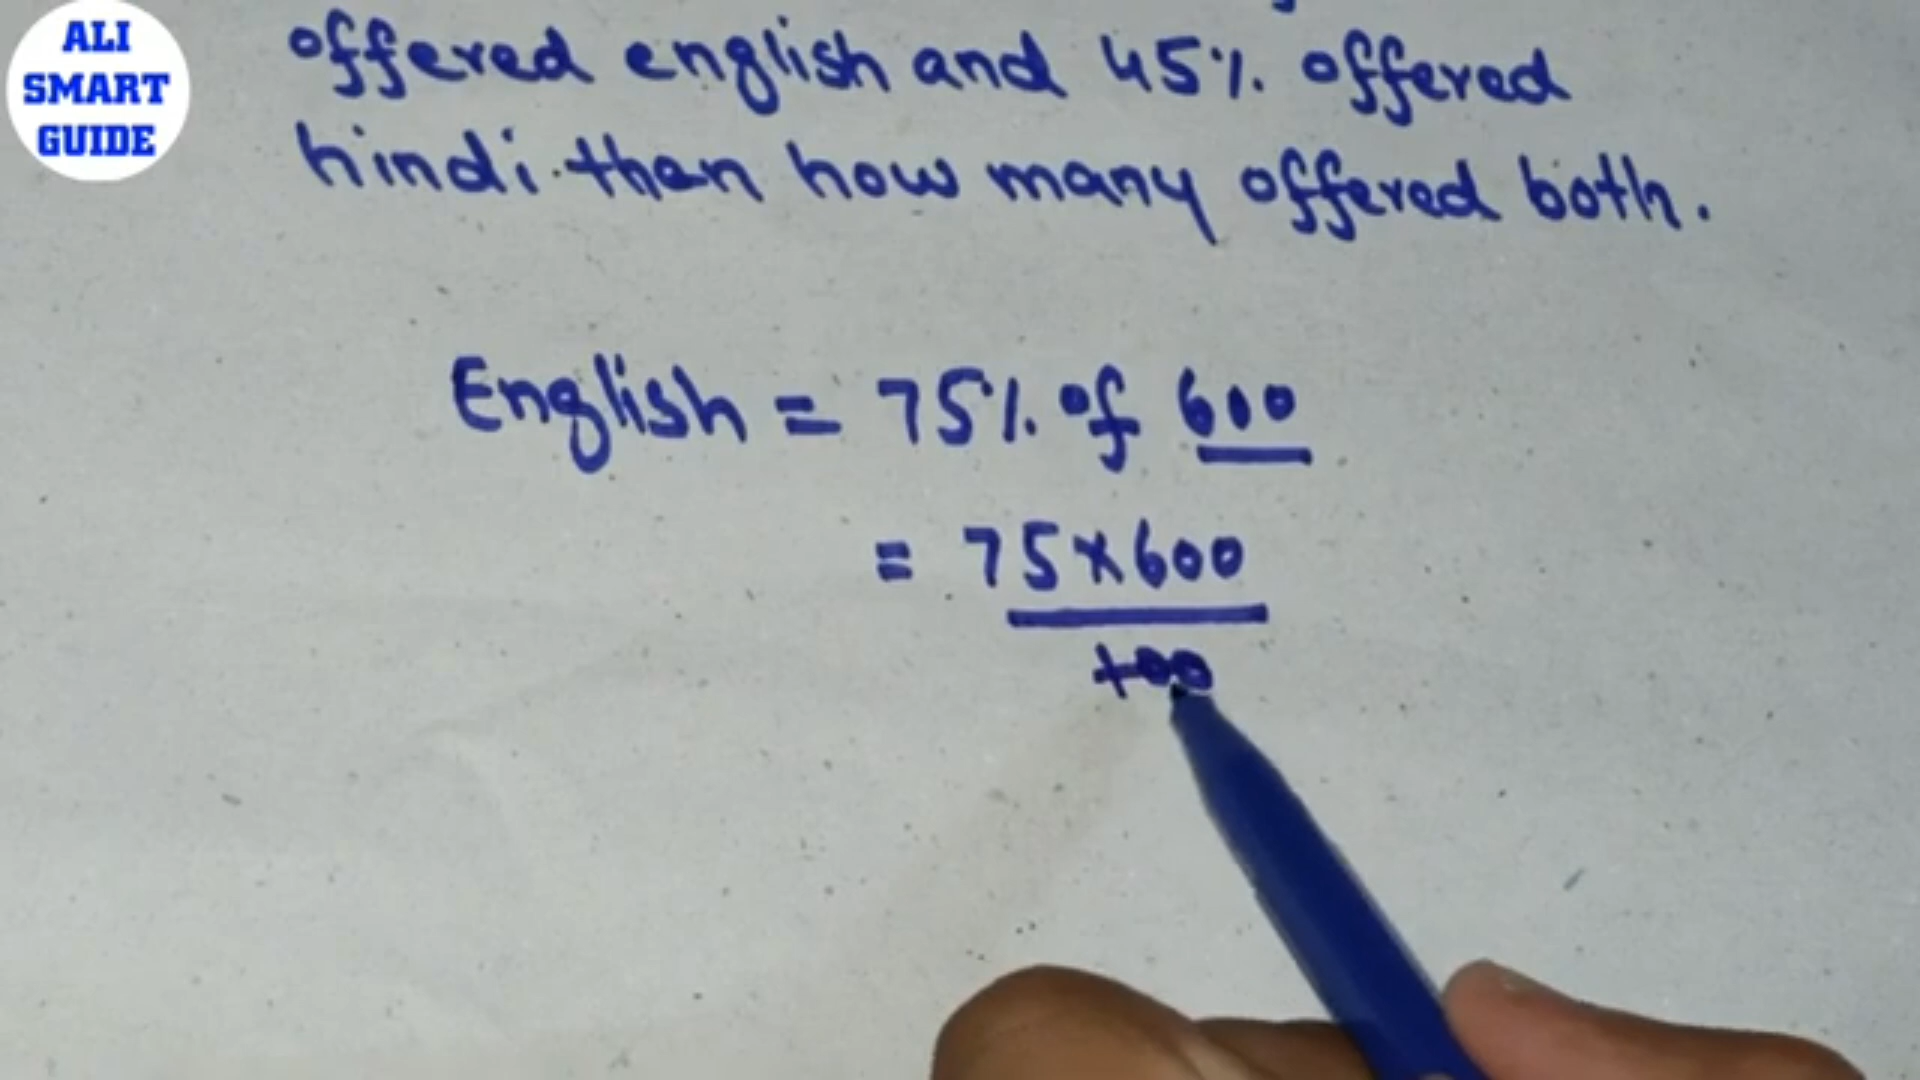 ALI
SMART
GUIDE
offered english and 45%. offered
hindi. then how many offered both.
English = 75%. of 600
= 75×600
100